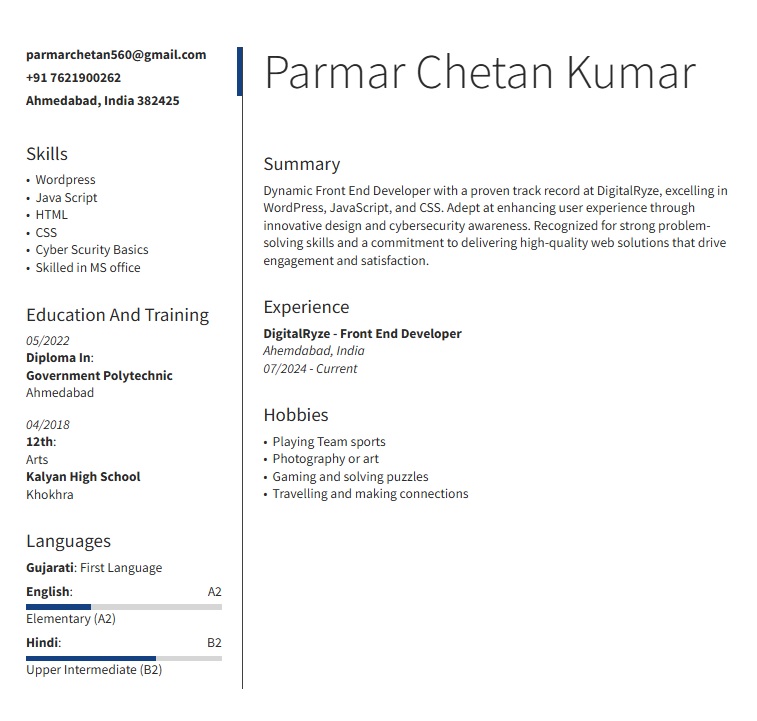 parmarchetan560@gmail.com
+91 7621900262
Ahmedabad, India 382425
Skills
• Wordpress
• Java Script
• HTML
• CSS
• Cyber Scurity Basics
• Skilled in MS office
Education And Training
05/2022
Diploma In:
Government Polytechnic
Ahmedabad
04/2018
12th:
Arts
Kalyan High School
Khokhra
Languages
Gujarati: First Language
English: A2
Elementary (A2)
Hindi: B2
Upper Intermediate (B2)
Parmar Chetan Kumar
Summary
Dynamic Front End Developer with a proven track record at DigitalRyze, excelling in
WordPress, JavaScript, and CSS. Adept at enhancing user experience through
innovative design and cybersecurity awareness. Recognized for strong problem-
solving skills and a commitment to delivering high-quality web solutions that drive
engagement and satisfaction.
Experience
DigitalRyze - Front End Developer
Ahemdabad, India
07/2024 - Current
Hobbies
• Playing Team sports
• Photography or art
• Gaming and solving puzzles
• Travelling and making connections